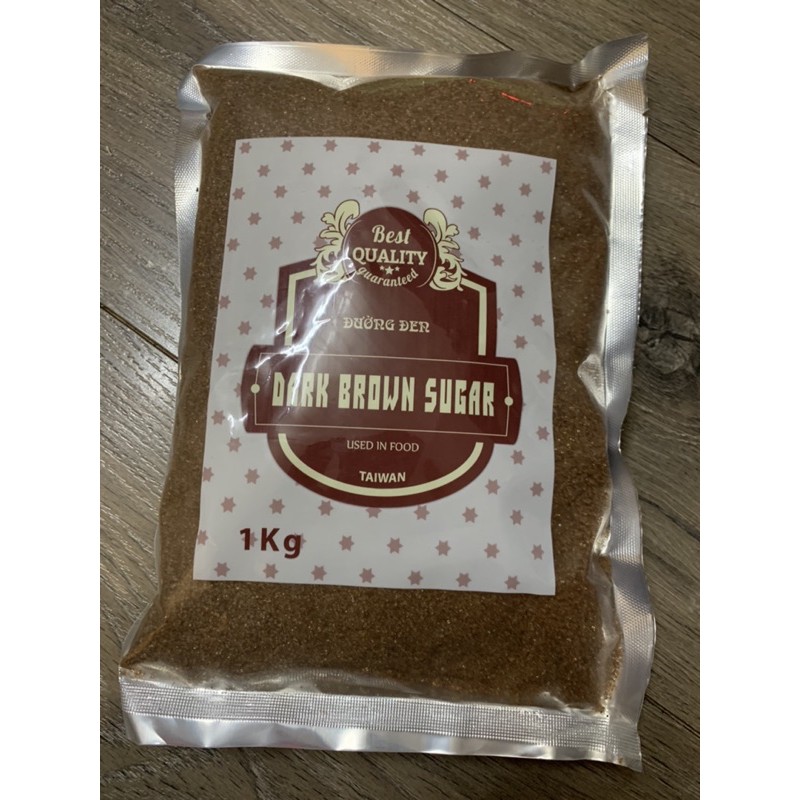 Best
QUALITY
guaranteed
ĐƯỜNG ĐEN
DARK BROWN SUGAR
USED IN FOOD
TAIWAN
1Kg